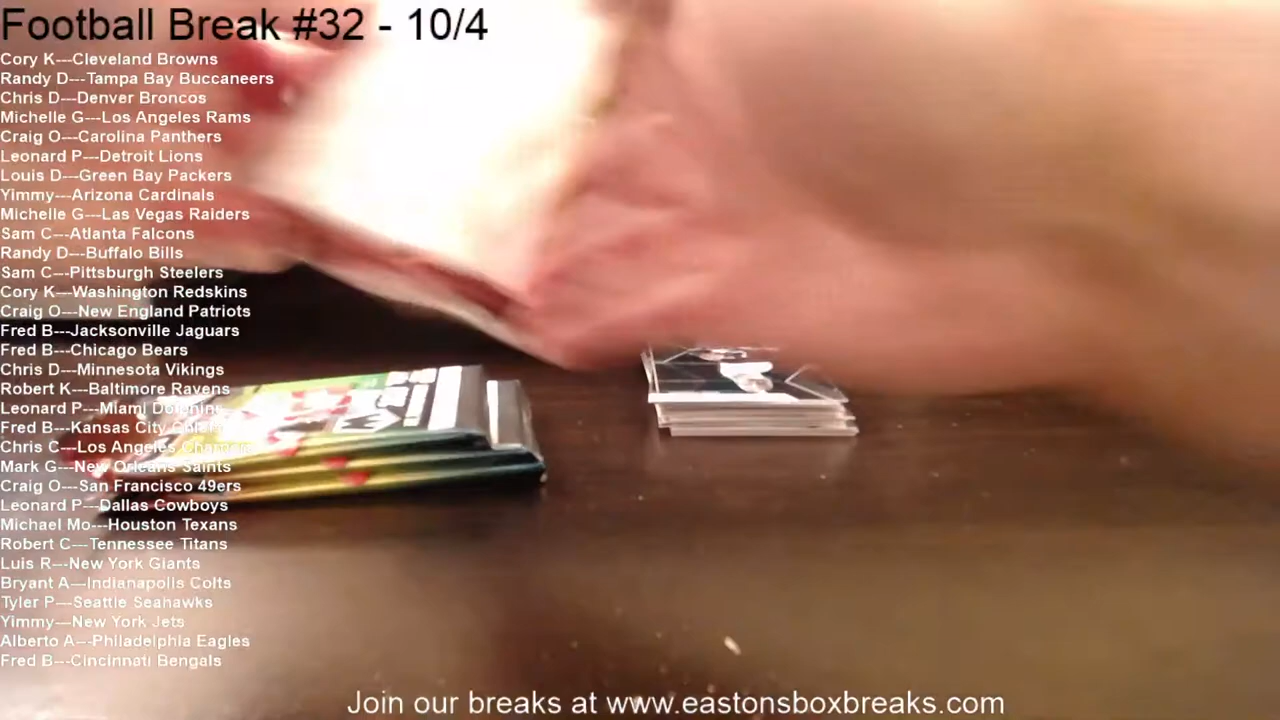 Football Break #32 - 10/4
Cory K---Cleveland Browns
Randy D---Tampa Bay Buccaneers
Chris D---Denver Broncos
Michelle G---Los Angeles Rams
Craig O---Carolina Panthers
Leonard P---Detroit Lions
Louis D---Green Bay Packers
Yimmy---Arizona Cardinals
Michelle G---Las Vegas Raiders
Sam C---Atlanta Falcons
Randy D---Buffalo Bills
Sam C---Pittsburgh Steelers
Cory K---Washington Redskins
Craig O---New England Patriots
Fred B---Jacksonville Jaguars
Fred B---Chicago Bears
Chris D---Minnesota Vikings
Robert K---Baltimore Ravens
Leonard P---Miami Dolphins
Fred B---Kansas City Chiefs
Chris C---Los Angeles Chargers
Mark G---New Orleans Saints
Craig O---San Francisco 49ers
Leonard P---Dallas Cowboys
Michael Mo---Houston Texans
Robert C---Tennessee Titans
Luis R---New York Giants
Bryant A---Indianapolis Colts
Tyler P---Seattle Seahawks
Yimmy---New York Jets
Alberto A---Philadelphia Eagles
Fred B---Cincinnati Bengals
Join our breaks at www.eastonsboxbreaks.com